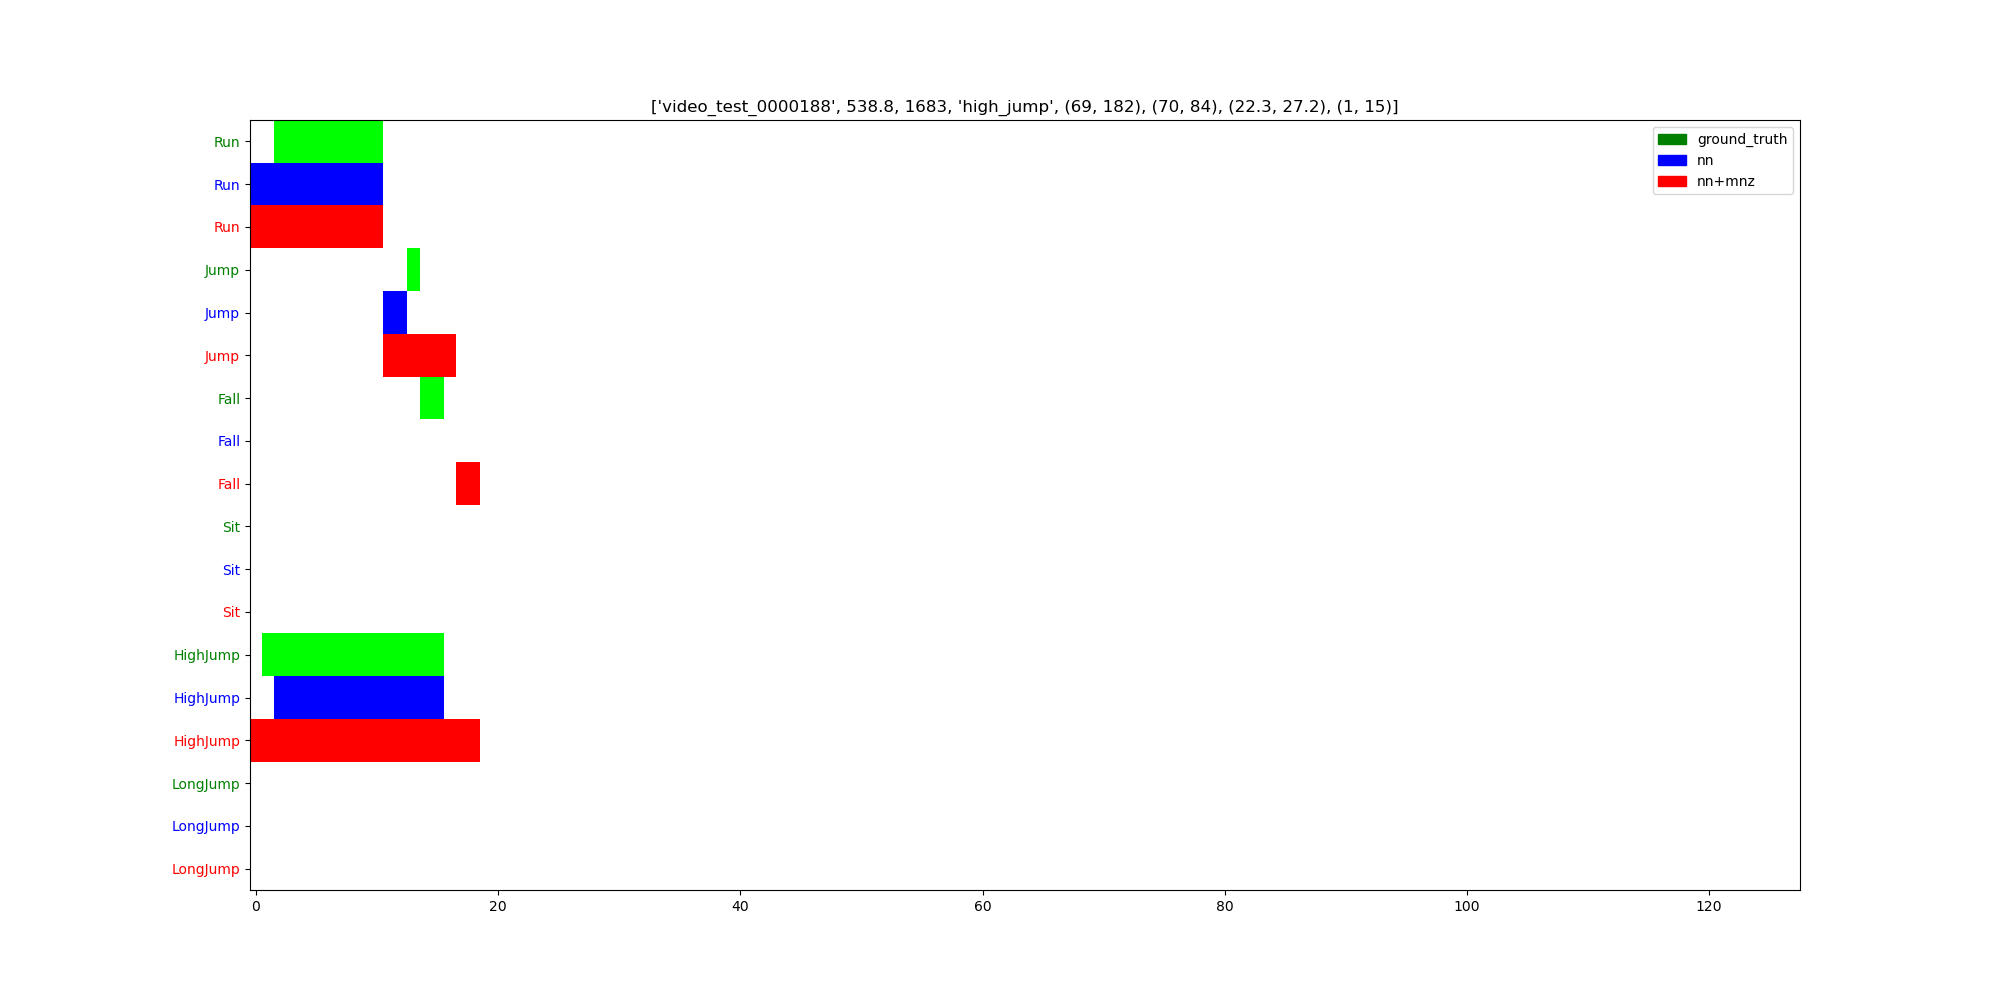 ['video_test_0000188', 538.8, 1683, 'high_jump', (69, 182), (70, 84), (22.3, 27.2), (1, 15)]
ground_truth
nn
nn+mnz
Run
Run
Run
Jump
Jump
Jump
Fall
Fall
Fall
Sit
Sit
Sit
HighJump
HighJump
HighJump
LongJump
LongJump
LongJump
0 20 40 60 80 100 120